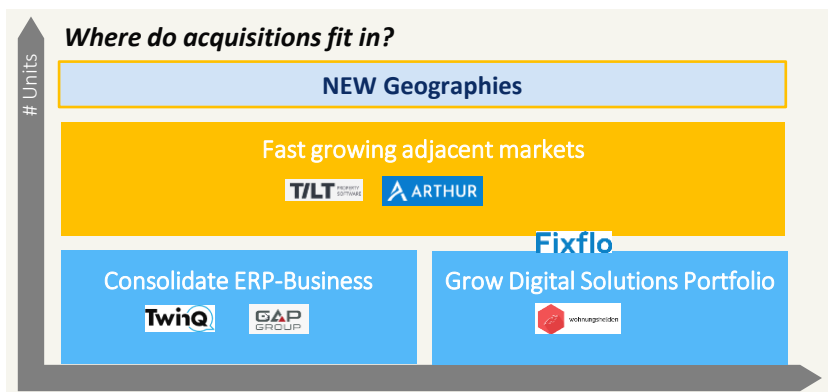 Where do acquisitions fit in?
# Units
NEW Geographies
Fast growing adjacent markets
T/LT PROPERTY SOFTWARE
ARTHUR
Fixflo
Consolidate ERP-Business
Grow Digital Solutions Portfolio
TwinQ
GAP GROUP
wohnungshelden